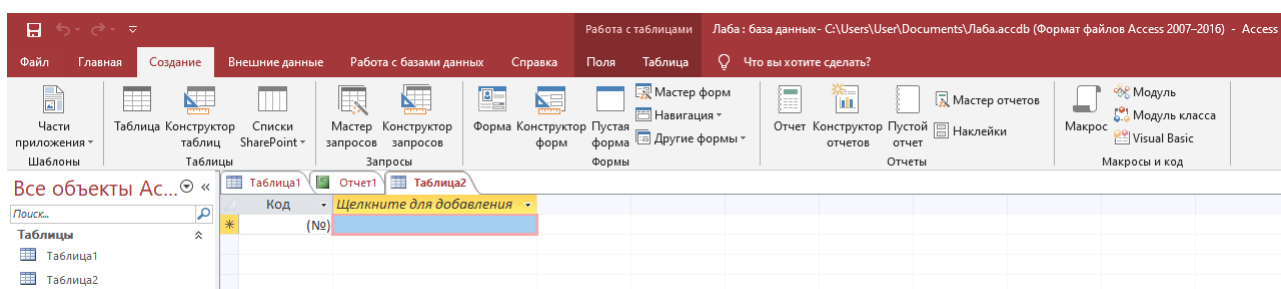 Работа с таблицами Лаба : база данных- C:\Users\User\Documents\Лаба.accdb (Формат файлов Access 2007–2016) - Access
Файл Главная Создание Внешние данные Работа с базами данных Справка Поля Таблица Что вы хотите сделать?
Части приложения Таблица Конструктор таблиц Списки SharePoint Мастер запросов Конструктор запросов Форма Конструктор форм Пустая форма Мастер форм Навигация Другие формы Отчет Конструктор отчетов Пустой отчет Мастер отчетов Наклейки Макрос Модуль Модуль класса Visual Basic
Шаблоны Таблицы Запросы Формы Отчеты Макросы и код
Все объекты Ac... «
Таблица1 Отчет1 Таблица2
Код Щелкните для добавления
Поиск...
(№)
Таблицы
Таблица1
Таблица2